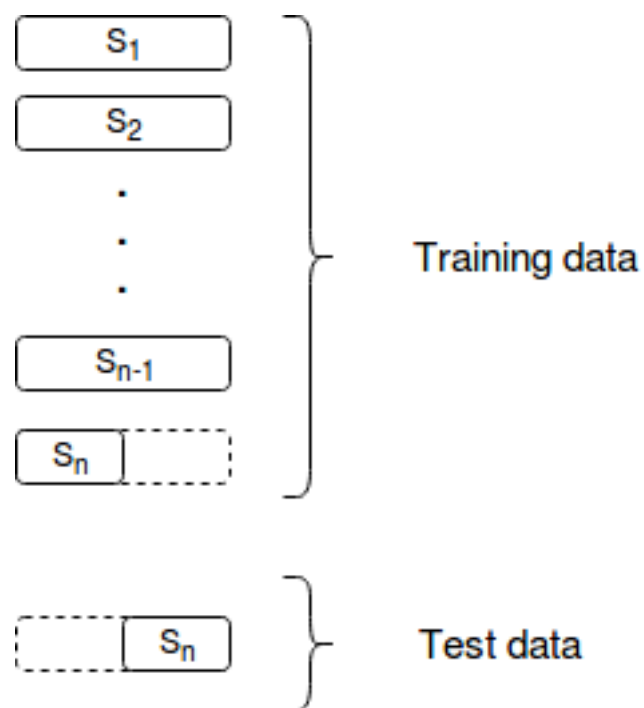 S₁
S₂
.
.
.
Training data
Sₙ₋₁
Sₙ
Sₙ
Test data